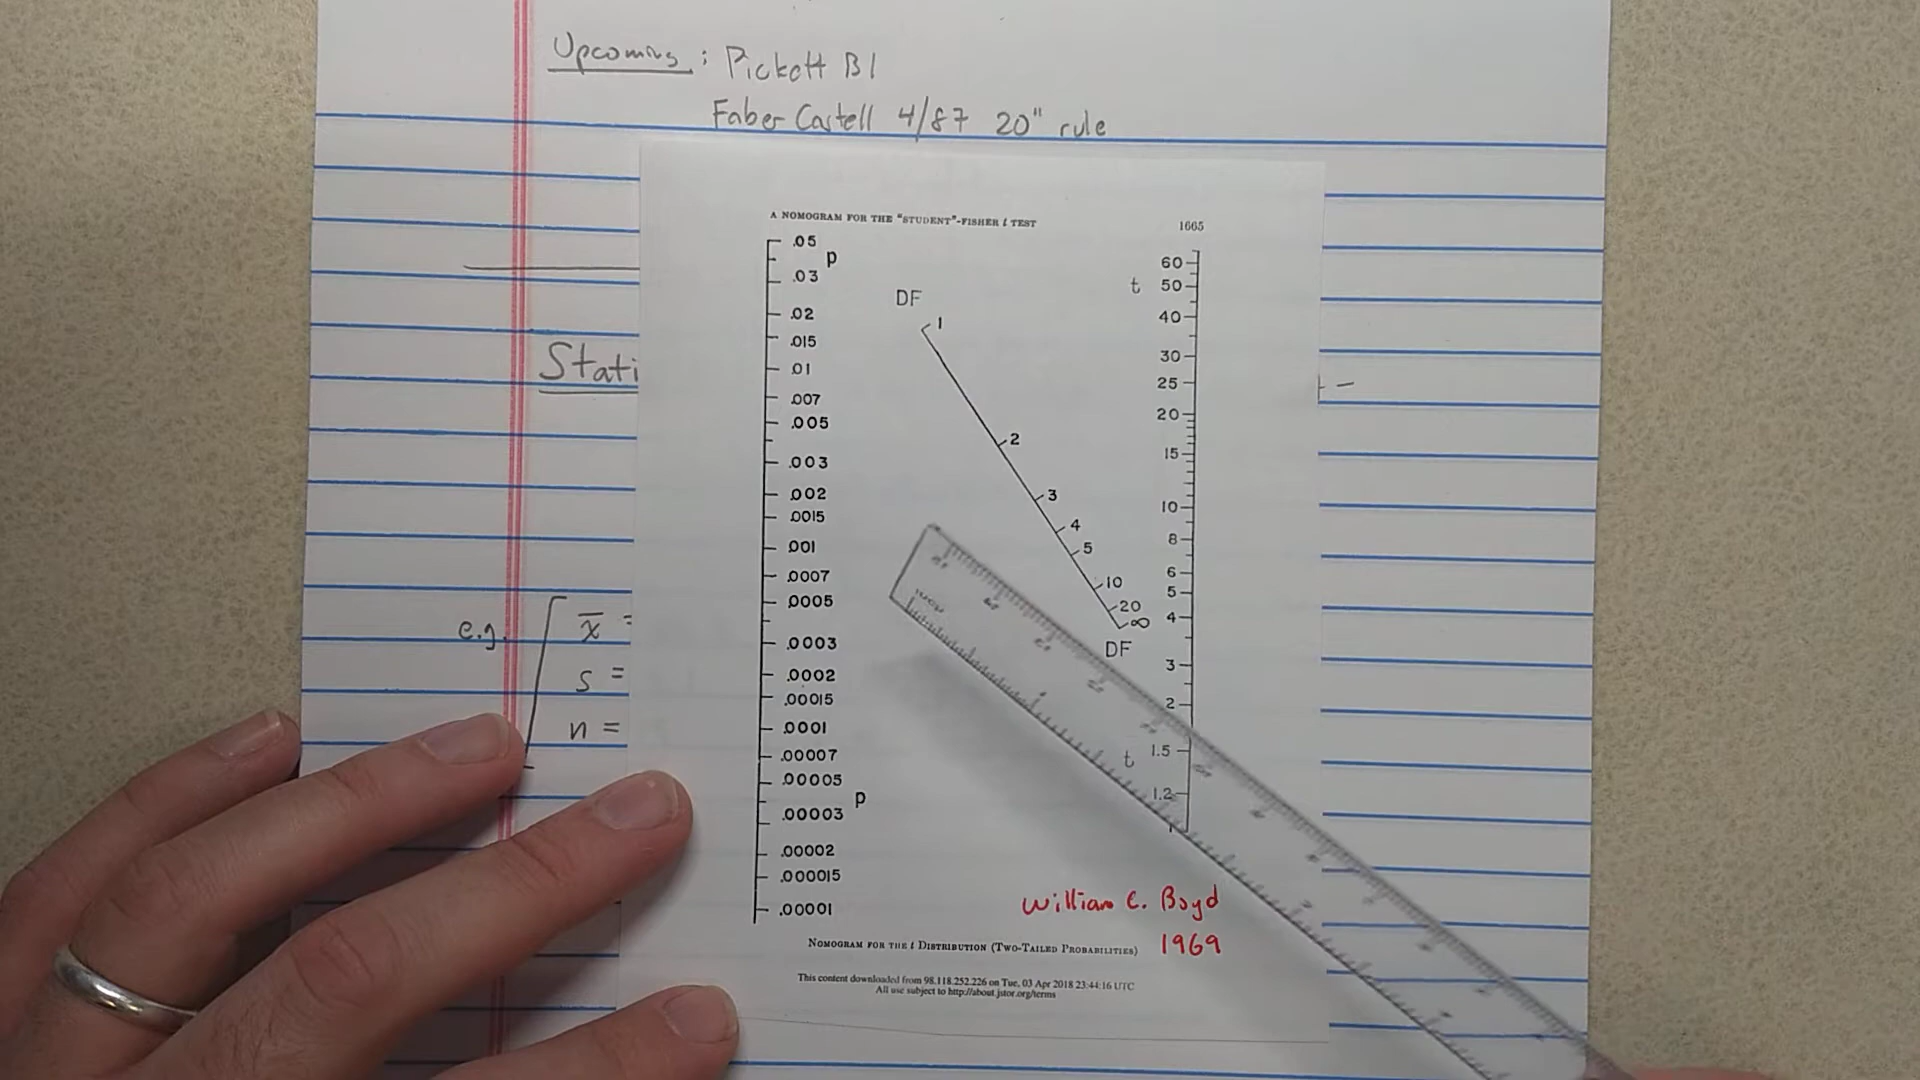 Upcoming : Pickett B1
Faber Castell 4/87 20" rule
A NOMOGRAM FOR THE "STUDENT"-FISHER t TEST 1665
Stati
e.g. x̄ =
s =
n =
p
.05
.03
.02
.015
.01
.007
.005
.003
.002
.0015
.001
.0007
.0005
.0003
.0002
.00015
.0001
.00007
.00005
p
.00003
.00002
.000015
.00001
DF
1
2
3
4
5
10
20
∞
DF
t
60
50
40
30
25
20
15
10
8
6
5
4
3
2
1.5
t
1.2
1
William C. Boyd
1969
NOMOGRAM FOR THE t DISTRIBUTION (TWO-TAILED PROBABILITIES)
This content downloaded from 98.118.252.226 on Tue, 03 Apr 2018 23:44:16 UTC
All use subject to http://about.jstor.org/terms